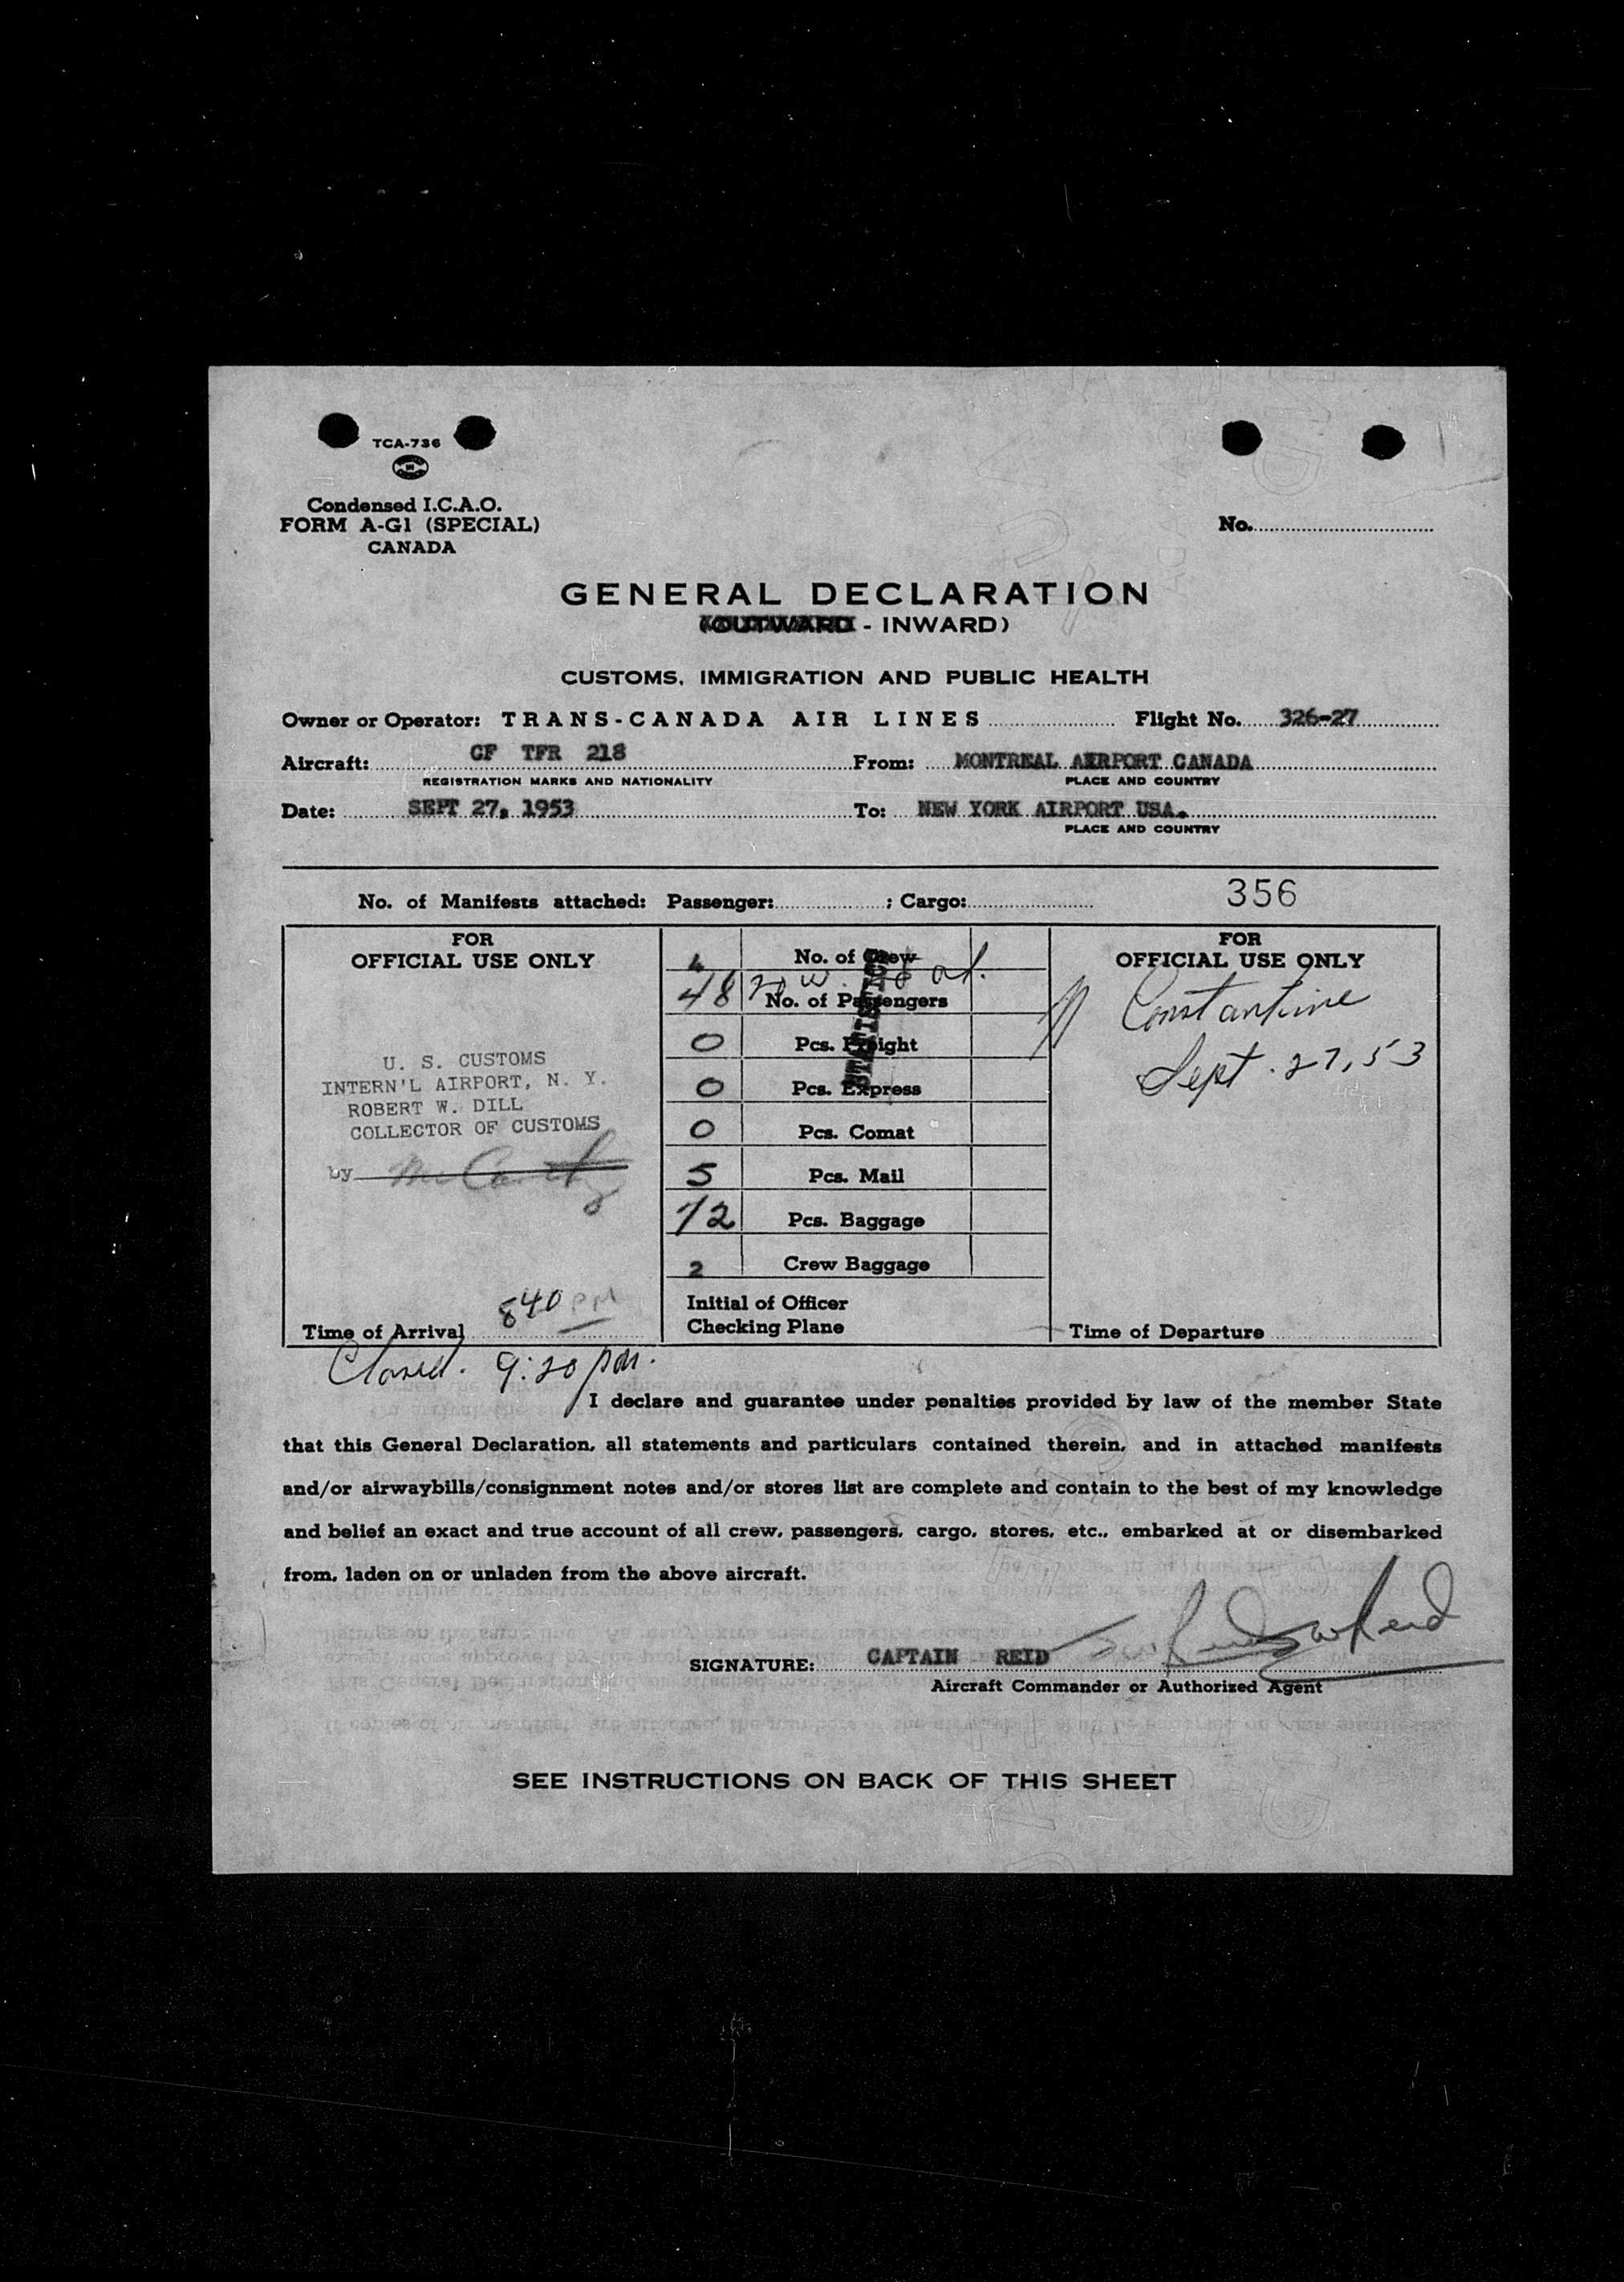 TCA-736
Condensed I.C.A.O.
FORM A-G1 (SPECIAL)
CANADA
No.
GENERAL DECLARATION
(OUTWARD - INWARD)
CUSTOMS, IMMIGRATION AND PUBLIC HEALTH
Owner or Operator: TRANS-CANADA AIR LINES Flight No. 326-27
Aircraft: CF TFR 218 From: MONTREAL AIRPORT CANADA
REGISTRATION MARKS AND NATIONALITY PLACE AND COUNTRY
Date: SEPT 27, 1953 To: NEW YORK AIRPORT USA.
PLACE AND COUNTRY
No. of Manifests attached: Passenger: ; Cargo: 356
FOR
OFFICIAL USE ONLY
U. S. CUSTOMS
INTERN'L AIRPORT, N. Y.
ROBERT W. DILL
COLLECTOR OF CUSTOMS
by McCarthy
Time of Arrival 840 PM
Closed. 9:20 pm.
4 No. of Crew
48 No. of Passengers
0 Pcs. Freight
0 Pcs. Express
0 Pcs. Comat
5 Pcs. Mail
72 Pcs. Baggage
2 Crew Baggage
STATISTICS
Initial of Officer
Checking Plane
FOR
OFFICIAL USE ONLY
Constantine
Sept. 27, 53
Time of Departure
I declare and guarantee under penalties provided by law of the member State
that this General Declaration, all statements and particulars contained therein, and in attached manifests
and/or airwaybills/consignment notes and/or stores list are complete and contain to the best of my knowledge
and belief an exact and true account of all crew, passengers, cargo, stores, etc., embarked at or disembarked
from, laden on or unladen from the above aircraft.
SIGNATURE: CAPTAIN REID
Aircraft Commander or Authorized Agent
SEE INSTRUCTIONS ON BACK OF THIS SHEET